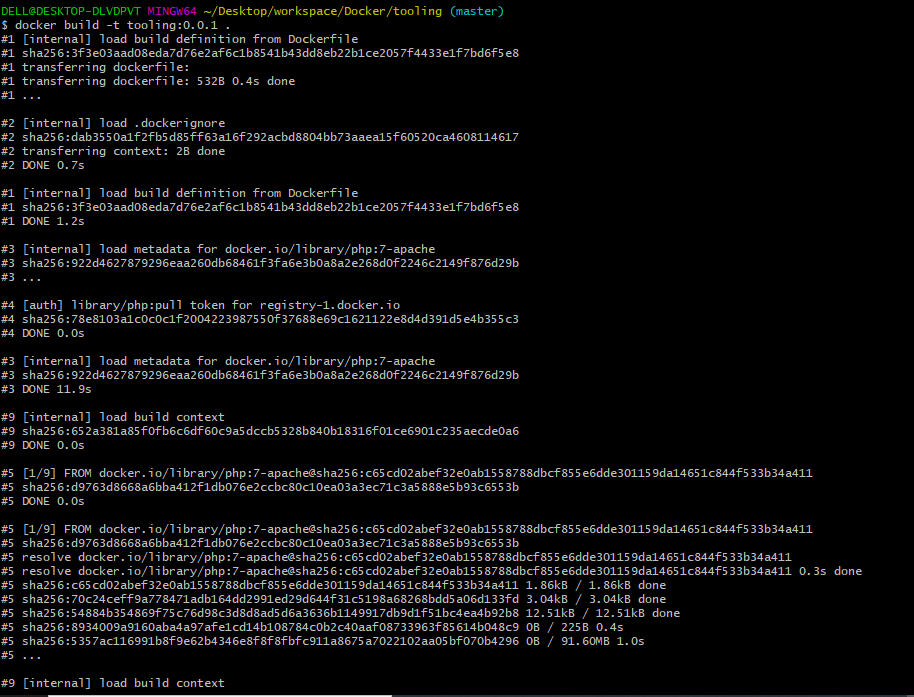 DELL@DESKTOP-DLVDPVT MINGW64 ~/Desktop/workspace/Docker/tooling (master)
$ docker build -t tooling:0.0.1 .
#1 [internal] load build definition from Dockerfile
#1 sha256:3f3e03aad08eda7d76e2af6c1b8541b43dd8eb22b1ce2057f4433e1f7bd6f5e8
#1 transferring dockerfile:
#1 transferring dockerfile: 532B 0.4s done
#1 ...
#2 [internal] load .dockerignore
#2 sha256:dab3550a1f2fb5d85ff63a16f292acbd8804bb73aaea15f60520ca4608114617
#2 transferring context: 2B done
#2 DONE 0.7s
#1 [internal] load build definition from Dockerfile
#1 sha256:3f3e03aad08eda7d76e2af6c1b8541b43dd8eb22b1ce2057f4433e1f7bd6f5e8
#1 DONE 1.2s
#3 [internal] load metadata for docker.io/library/php:7-apache
#3 sha256:922d4627879296eaa260db68461f3fa6e3b0a8a2e268d0f2246c2149f876d29b
#3 ...
#4 [auth] library/php:pull token for registry-1.docker.io
#4 sha256:78e8103a1c0c0c1f2004223987550f37688e69c1621122e8d4d391d5e4b355c3
#4 DONE 0.0s
#3 [internal] load metadata for docker.io/library/php:7-apache
#3 sha256:922d4627879296eaa260db68461f3fa6e3b0a8a2e268d0f2246c2149f876d29b
#3 DONE 11.9s
#9 [internal] load build context
#9 sha256:652a381a85f0fb6c6df60c9a5dccb5328b840b18316f01ce6901c235aecde0a6
#9 DONE 0.0s
#5 [1/9] FROM docker.io/library/php:7-apache@sha256:c65cd02abef32e0ab1558788dbcf855e6dde301159da14651c844f533b34a411
#5 sha256:d9763d8668a6bba412f1db076e2ccbc80c10ea03a3ec71c3a5888e5b93c6553b
#5 DONE 0.0s
#5 [1/9] FROM docker.io/library/php:7-apache@sha256:c65cd02abef32e0ab1558788dbcf855e6dde301159da14651c844f533b34a411
#5 sha256:d9763d8668a6bba412f1db076e2ccbc80c10ea03a3ec71c3a5888e5b93c6553b
#5 resolve docker.io/library/php:7-apache@sha256:c65cd02abef32e0ab1558788dbcf855e6dde301159da14651c844f533b34a411
#5 resolve docker.io/library/php:7-apache@sha256:c65cd02abef32e0ab1558788dbcf855e6dde301159da14651c844f533b34a411 0.3s done
#5 sha256:c65cd02abef32e0ab1558788dbcf855e6dde301159da14651c844f533b34a411 1.86kB / 1.86kB done
#5 sha256:70c24ceff9a778471adb164dd2991ed29d644f31c5198a68268bdd5a06d133fd 3.04kB / 3.04kB done
#5 sha256:54884b354869f75c76d98c3d8d8ad5d6a3636b1149917db9d1f51bc4ea4b92b8 12.51kB / 12.51kB done
#5 sha256:8934009a9160aba4a97afe1cd14b108784c0b2c40aaf08733963f85614b048c9 0B / 225B 0.4s
#5 sha256:5357ac116991b8f9e62b4346e8f8f8fbfc911a8675a7022102aa05bf070b4296 0B / 91.60MB 1.0s
#5 ...
#9 [internal] load build context